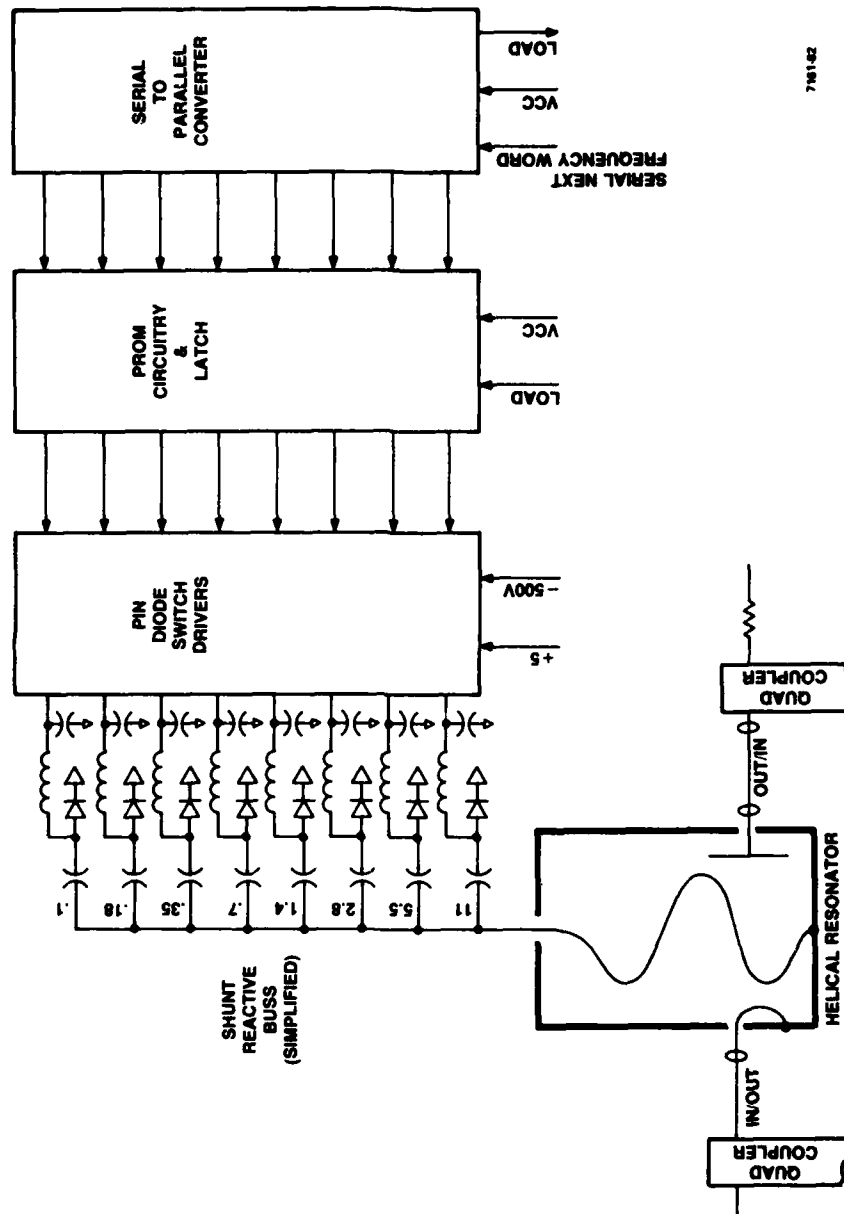 SERIAL
TO
PARALLEL
CONVERTER
LOAD
VCC
SERIAL NEXT
FREQUENCY WORD
PROM
CIRCUITRY
&
LATCH
VCC
LOAD
PIN
DIODE
SWITCH
DRIVERS
- 500V
+5
.1
.18
.35
.7
1.4
2.8
5.5
11
SHUNT
REACTIVE
BUSS
(SIMPLIFIED)
QUAD
COUPLER
OUT/IN
HELICAL RESONATOR
IN/OUT
QUAD
COUPLER
7161-82